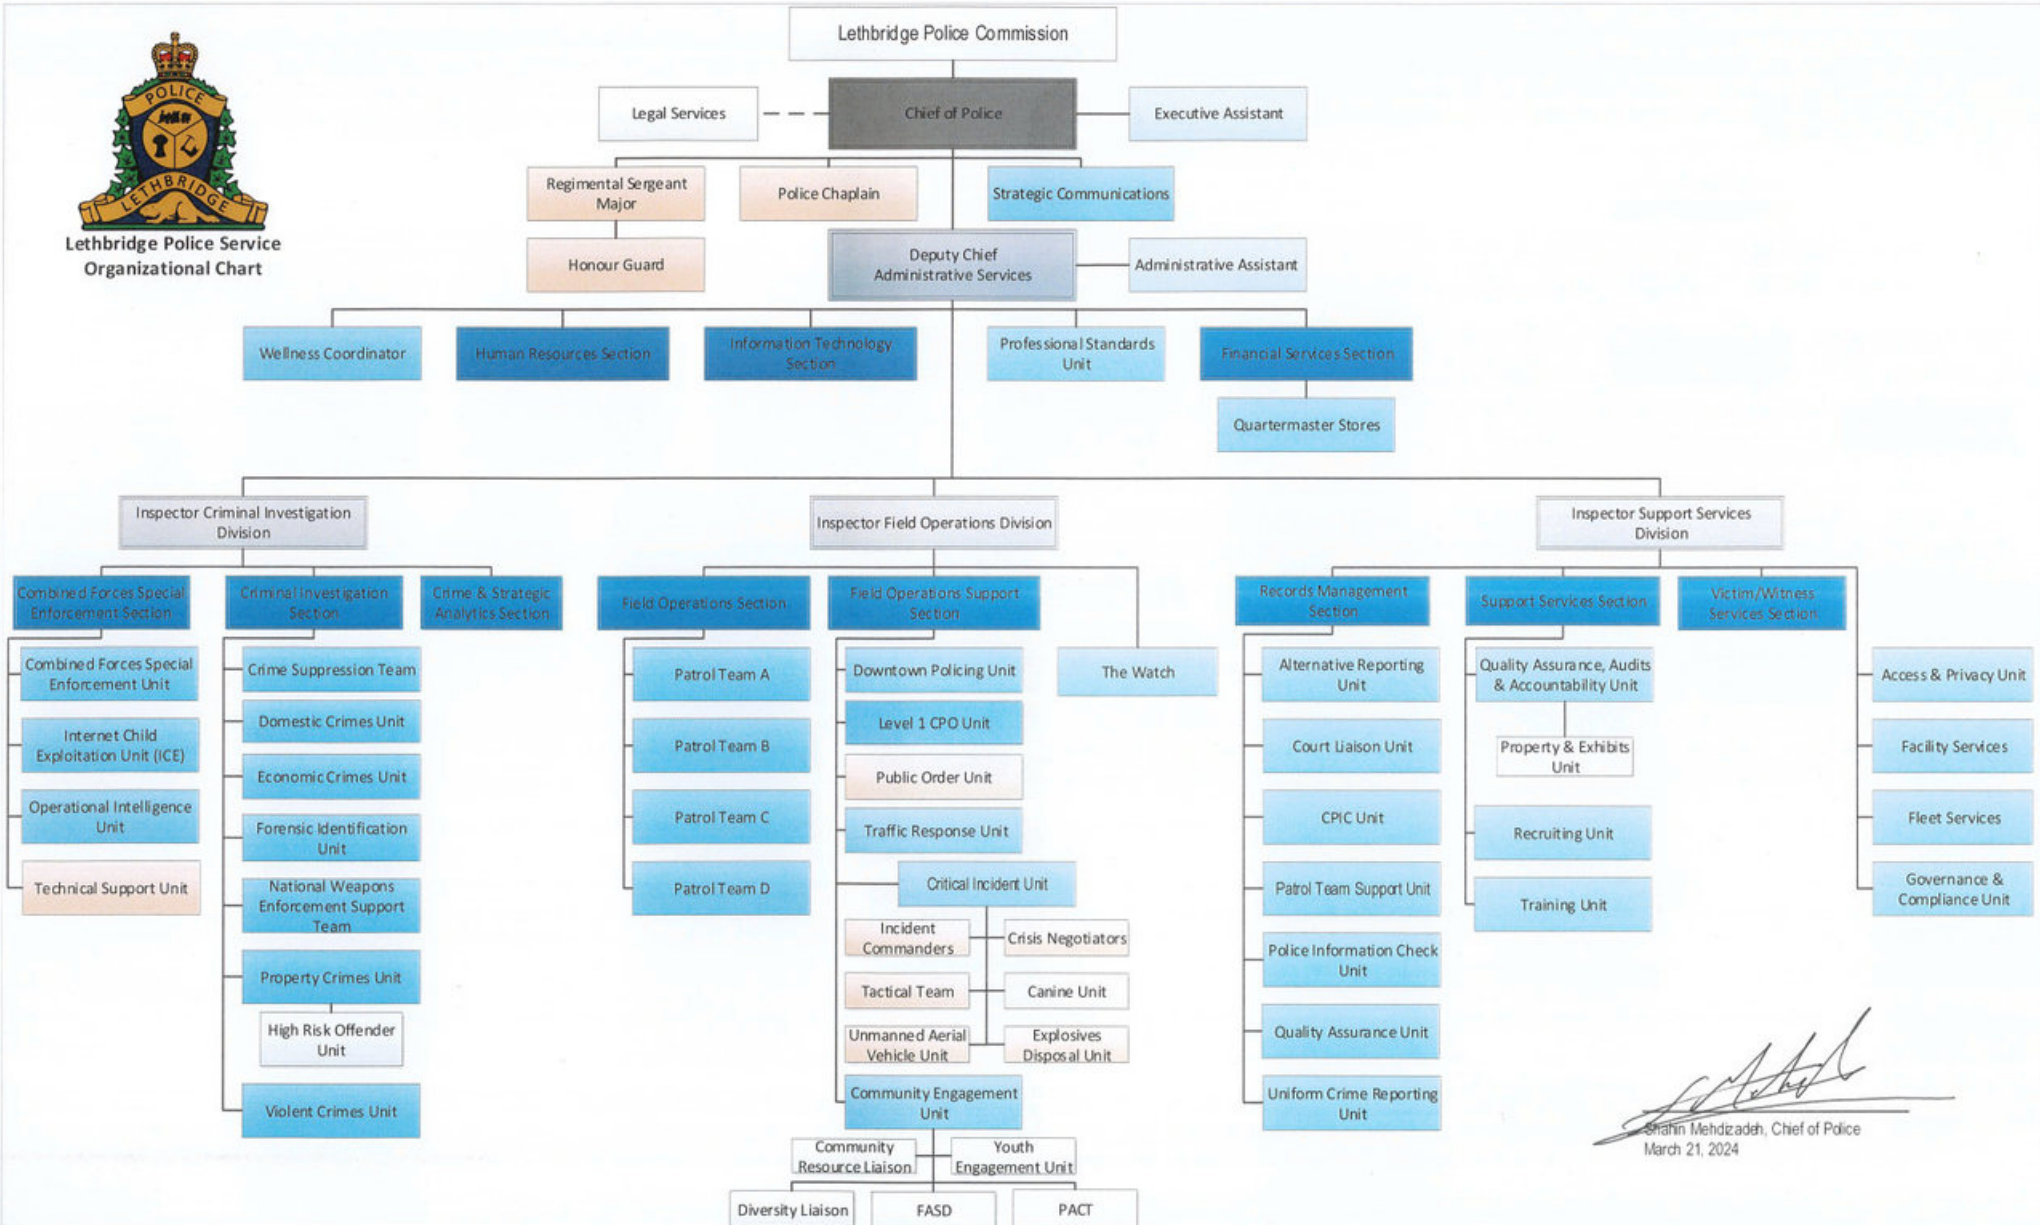 Lethbridge Police Commission
POLICE
LETHBRIDGE
Lethbridge Police Service
Organizational Chart
Legal Services
Chief of Police
Executive Assistant
Regimental Sergeant
Major
Police Chaplain
Strategic Communications
Honour Guard
Deputy Chief
Administrative Services
Administrative Assistant
Wellness Coordinator
Human Resources Section
Information Technology
Section
Professional Standards
Unit
Financial Services Section
Quartermaster Stores
Inspector Criminal Investigation
Division
Inspector Field Operations Division
Inspector Support Services
Division
Combined Forces Special
Enforcement Section
Criminal Investigation
Section
Crime & Strategic
Analytics Section
Field Operations Section
Field Operations Support
Section
Records Management
Section
Support Services Section
Victim/Witness
Services Section
Combined Forces Special
Enforcement Unit
Internet Child
Exploitation Unit (ICE)
Operational Intelligence
Unit
Technical Support Unit
Crime Suppression Team
Domestic Crimes Unit
Economic Crimes Unit
Forensic Identification
Unit
National Weapons
Enforcement Support
Team
Property Crimes Unit
High Risk Offender
Unit
Violent Crimes Unit
Patrol Team A
Patrol Team B
Patrol Team C
Patrol Team D
Downtown Policing Unit
Level 1 CPO Unit
Public Order Unit
Traffic Response Unit
Critical Incident Unit
Incident
Commanders
Crisis Negotiators
Tactical Team
Canine Unit
Unmanned Aerial
Vehicle Unit
Explosives
Disposal Unit
Community Engagement
Unit
Community
Resource Liaison
Youth
Engagement Unit
Diversity Liaison
FASD
PACT
The Watch
Alternative Reporting
Unit
Court Liaison Unit
CPIC Unit
Patrol Team Support Unit
Police Information Check
Unit
Quality Assurance Unit
Uniform Crime Reporting
Unit
Quality Assurance, Audits
& Accountability Unit
Property & Exhibits
Unit
Recruiting Unit
Training Unit
Access & Privacy Unit
Facility Services
Fleet Services
Governance &
Compliance Unit
Shahin Mehdizadeh, Chief of Police
March 21, 2024